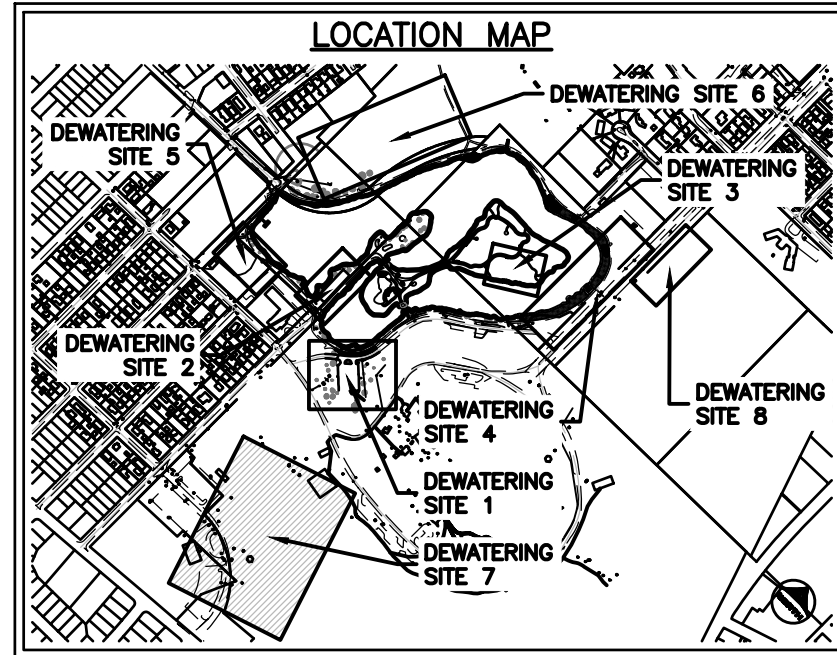 LOCATION MAP
DEWATERING SITE 6
DEWATERING
SITE 5
DEWATERING
SITE 3
DEWATERING
SITE 2
DEWATERING
SITE 8
DEWATERING
SITE 4
DEWATERING
SITE 1
DEWATERING
SITE 7